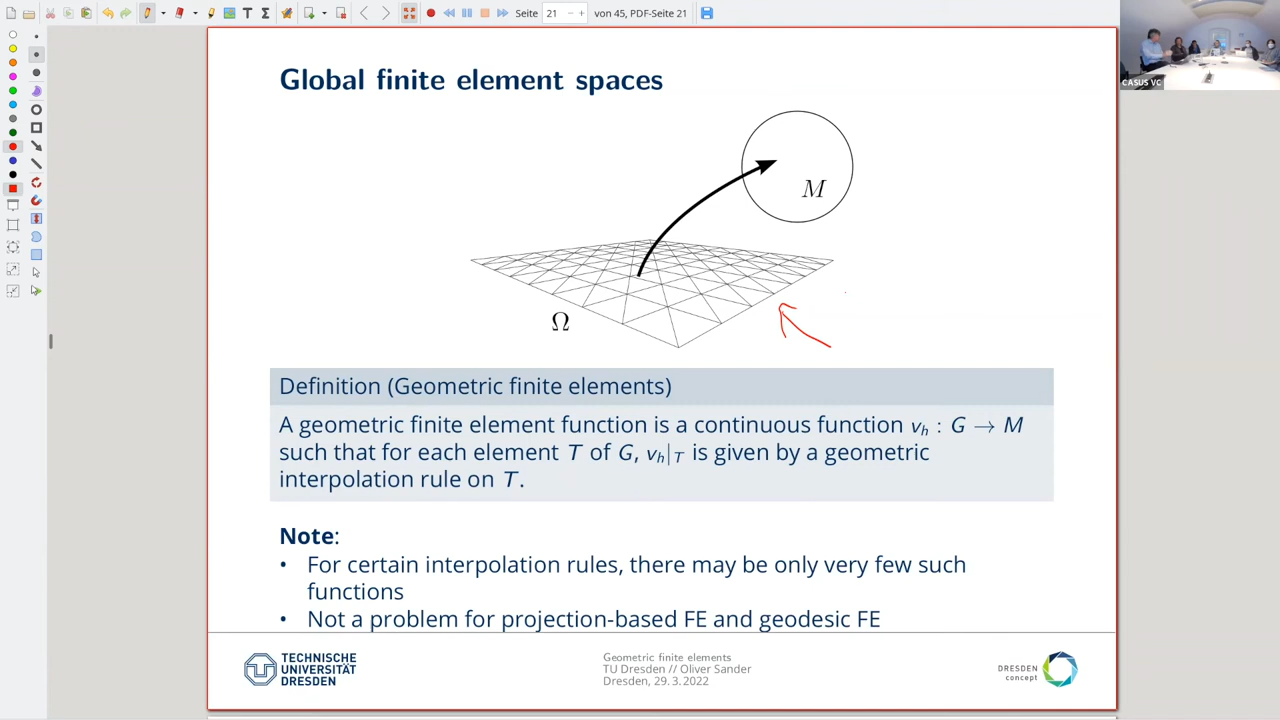 Seite 21 von 45, PDF-Seite 21
CASUS VC
Global finite element spaces
M
Ω
Definition (Geometric finite elements)
A geometric finite element function is a continuous function v_h : G → M
such that for each element T of G, v_h|_T is given by a geometric
interpolation rule on T.
Note:
• For certain interpolation rules, there may be only very few such
functions
• Not a problem for projection-based FE and geodesic FE
TECHNISCHE
UNIVERSITÄT
DRESDEN
Geometric finite elements
TU Dresden // Oliver Sander
Dresden, 29. 3. 2022
DRESDEN
concept